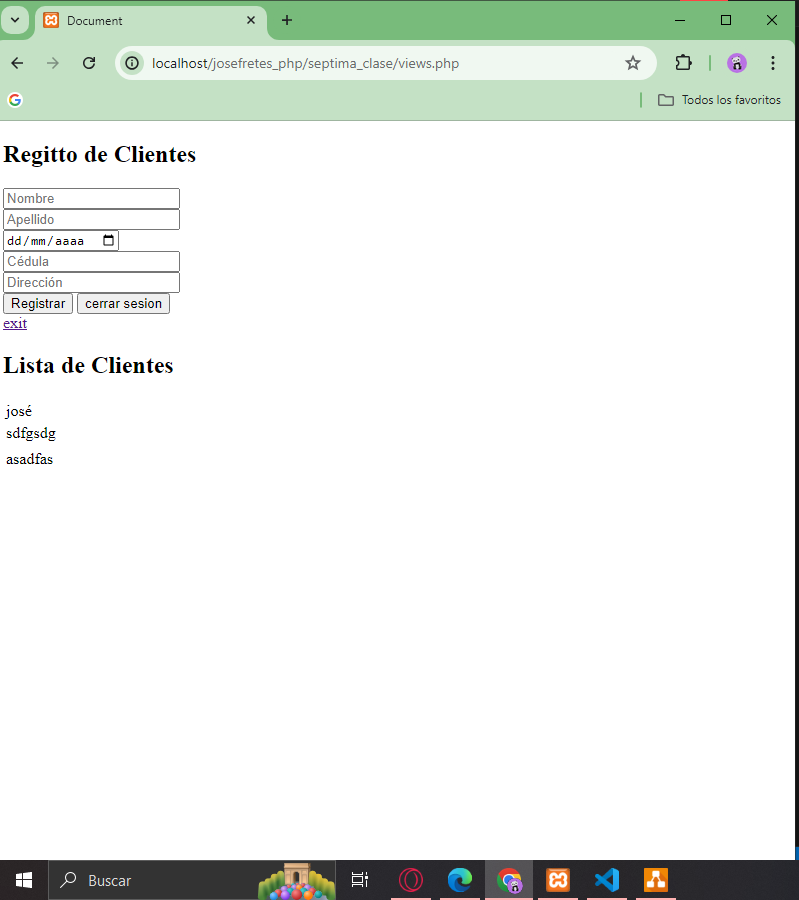 Document
localhost/josefretes_php/septima_clase/views.php
Todos los favoritos
Regitto de Clientes
Nombre
Apellido
dd/mm/aaaa
Cédula
Dirección
Registrar cerrar sesion
exit
Lista de Clientes
josé
sdfgsdg
asadfas
Buscar